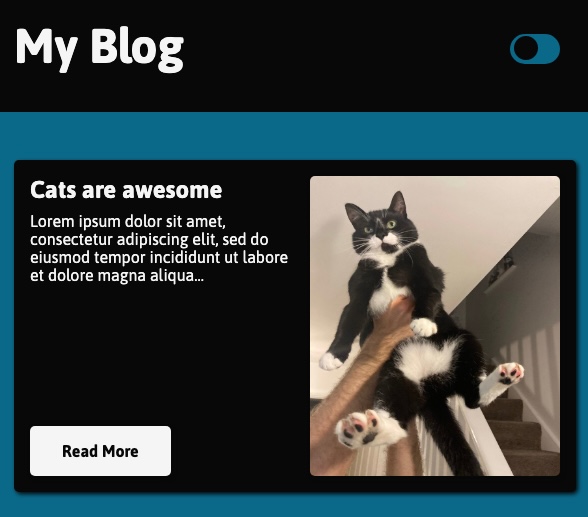 My Blog
Cats are awesome
Lorem ipsum dolor sit amet,
consectetur adipiscing elit, sed do
eiusmod tempor incididunt ut labore
et dolore magna aliqua...
Read More